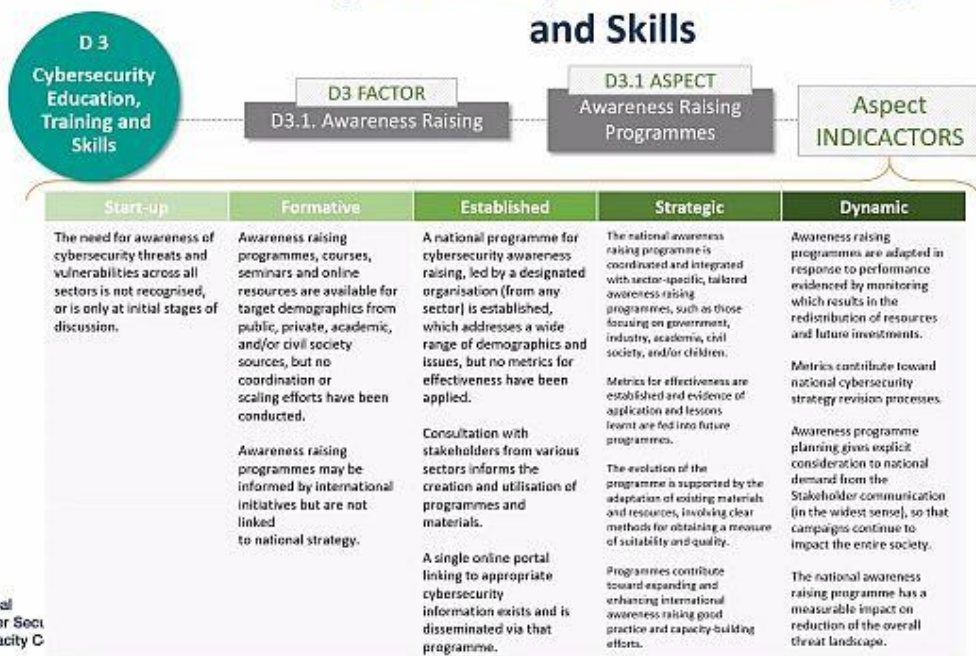 and Skills
D 3
Cybersecurity
Education,
Training and
Skills
D3 FACTOR
D3.1. Awareness Raising
D3.1 ASPECT
Awareness Raising
Programmes
Aspect
INDICACTORS
Start-up
The need for awareness of
cybersecurity threats and
vulnerabilities across all
sectors is not recognised,
or is only at initial stages of
discussion.
Formative
Awareness raising
programmes, courses,
seminars and online
resources are available for
target demographics from
public, private, academic,
and/or civil society
sources, but no
coordination or
scaling efforts have been
conducted.
Awareness raising
programmes may be
informed by international
initiatives but are not
linked
to national strategy.
Established
A national programme for
cybersecurity awareness
raising, led by a designated
organisation (from any
sector) is established,
which addresses a wide
range of demographics and
issues, but no metrics for
effectiveness have been
applied.
Consultation with
stakeholders from various
sectors informs the
creation and utilisation of
programmes and
materials.
A single online portal
linking to appropriate
cybersecurity
information exists and is
disseminated via that
programme.
Strategic
The national awareness
raising programme is
coordinated and integrated
with sector-specific, tailored
awareness raising
programmes, such as those
focusing on government,
industry, academia, civil
society, and/or children.
Metrics for effectiveness are
established and evidence of
application and lessons
learnt are fed into future
programmes.
The evolution of the
programme is supported by the
adaptation of existing materials
and resources, involving clear
methods for obtaining a measure
of suitability and quality.
Programmes contribute
toward expanding and
enhancing international
awareness raising good
practice and capacity-building
efforts.
Dynamic
Awareness raising
programmes are adapted in
response to performance
evidenced by monitoring
which results in the
redistribution of resources
and future investments.
Metrics contribute toward
national cybersecurity
strategy revision processes.
Awareness programme
planning gives explicit
consideration to national
demand from the
Stakeholder communication
(in the widest sense), so that
campaigns continue to
impact the entire society.
The national awareness
raising programme has a
measurable impact on
reduction of the overall
threat landscape.
al
er Secu
acity C